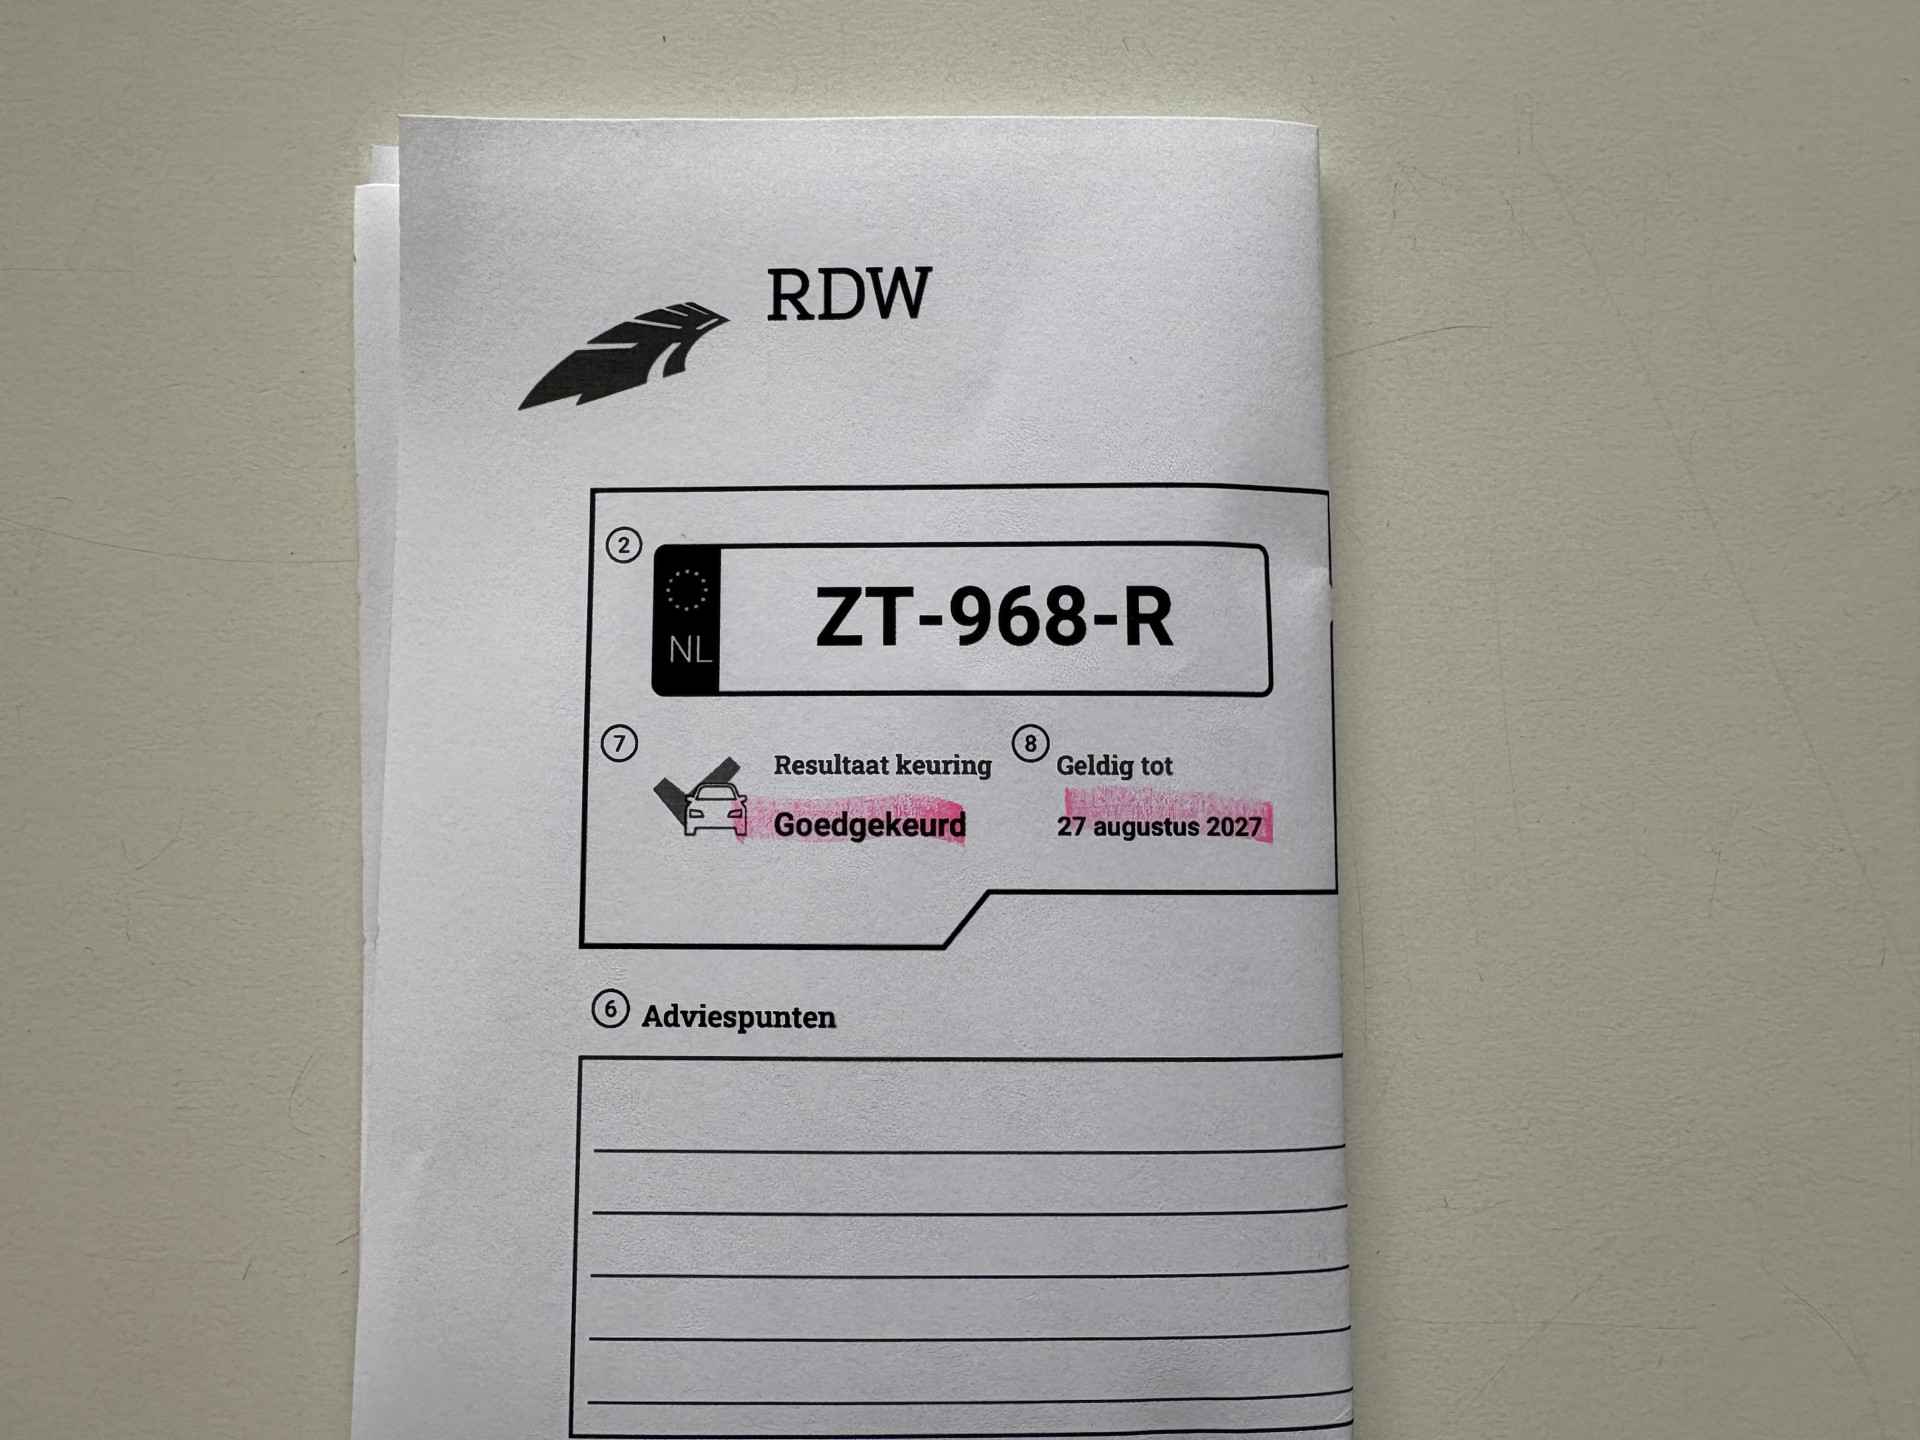 RDW
2
NL
ZT-968-R
7
Resultaat keuring
8
Geldig tot
Goedgekeurd
27 augustus 2027
6 Adviespunten